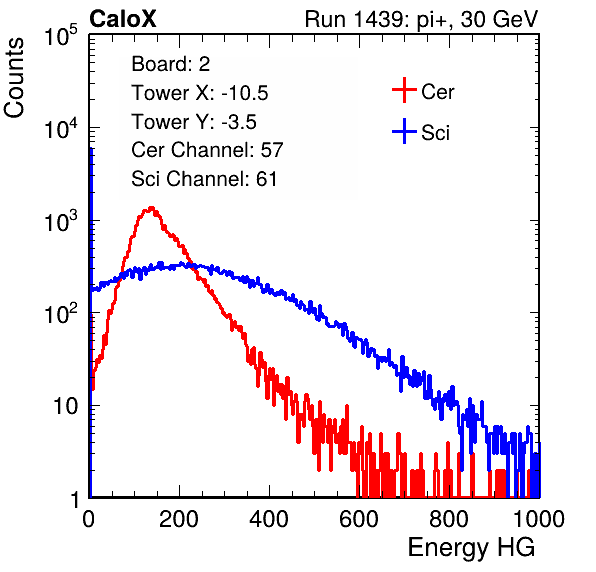 CaloX Run 1439: pi+, 30 GeV
Counts
Board: 2
Tower X: -10.5
Tower Y: -3.5
Cer Channel: 57
Sci Channel: 61
Cer
Sci
10^5
10^4
10^3
10^2
10
1
0 200 400 600 800 1000
Energy HG